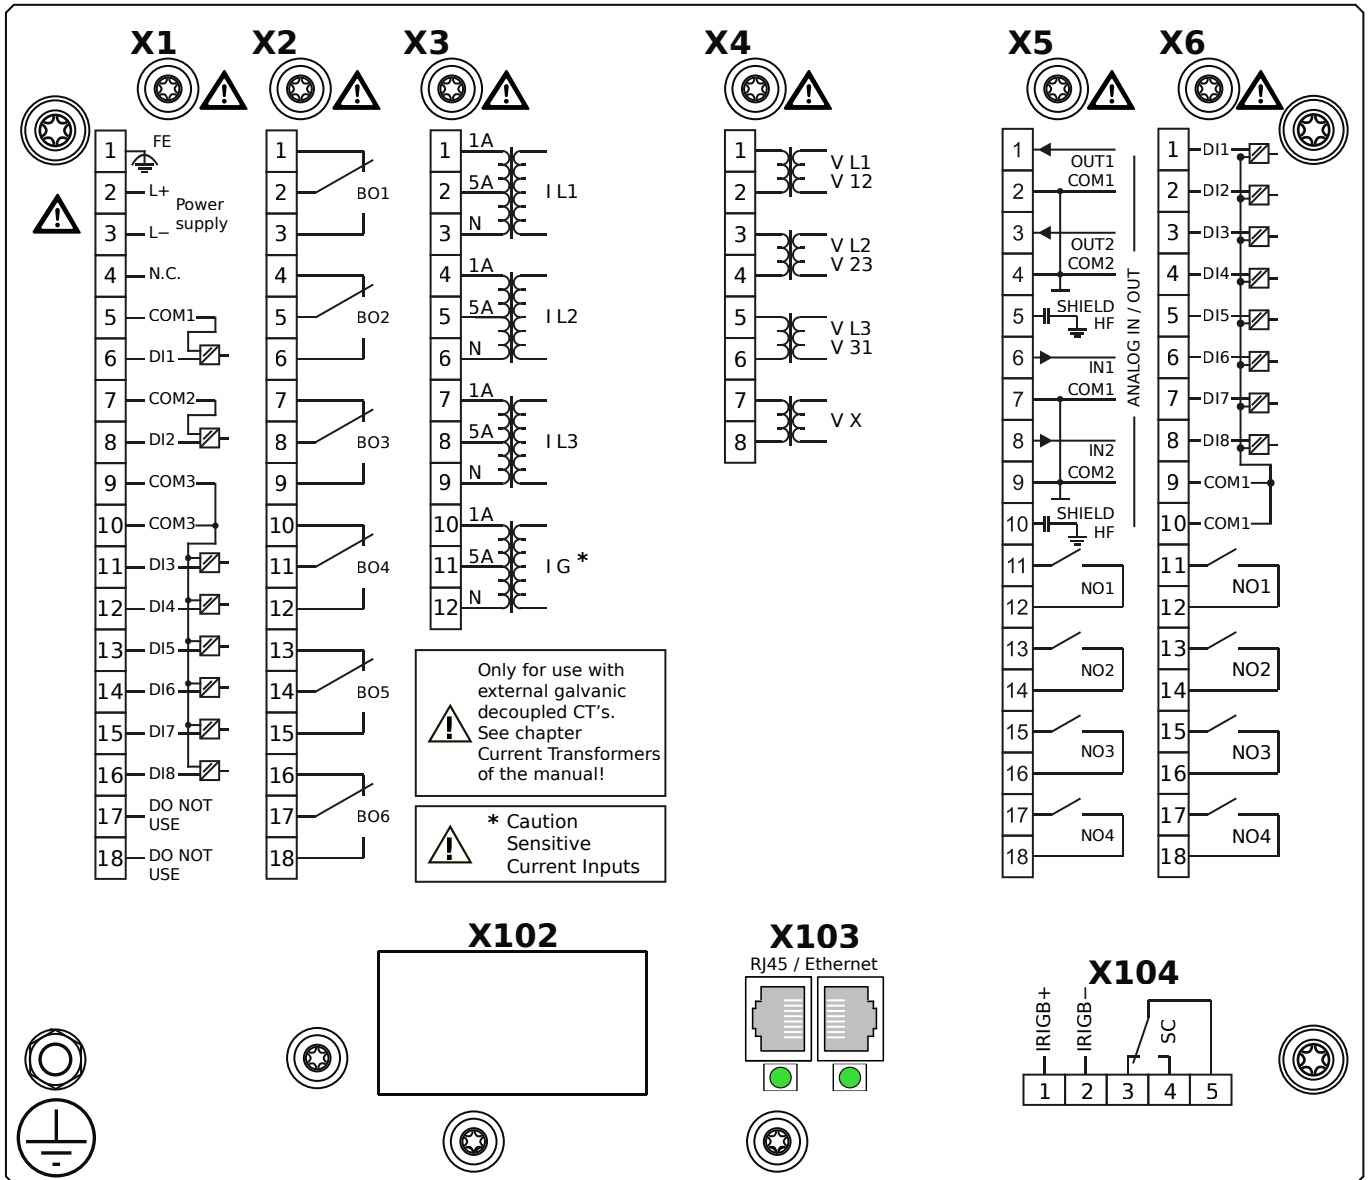 X1
X2
X3
X4
X5
X6
1 FE
2 L+
Power
supply
3 L−
4 N.C.
5 COM1
6 DI1
7 COM2
8 DI2
9 COM3
10 COM3
11 DI3
12 DI4
13 DI5
14 DI6
15 DI7
16 DI8
17 DO NOT
USE
18 DO NOT
USE
1
2 BO1
3
4
5 BO2
6
7
8 BO3
9
10
11 BO4
12
13
14 BO5
15
16
17 BO6
18
1 1A
2 5A I L1
3 N
4 1A
5 5A I L2
6 N
7 1A
8 5A I L3
9 N
10 1A
11 5A I G *
12 N
Only for use with
external galvanic
decoupled CT's.
See chapter
Current Transformers
of the manual!
* Caution
Sensitive
Current Inputs
1 V L1
2 V 12
3 V L2
4 V 23
5 V L3
6 V 31
7 V X
8
1 OUT1
2 COM1
3 OUT2
4 COM2
5 SHIELD
HF
6 IN1
7 COM1
8 IN2
9 COM2
10 SHIELD
HF
ANALOG IN / OUT
11
NO1
12
13
NO2
14
15
NO3
16
17
NO4
18
1 DI1
2 DI2
3 DI3
4 DI4
5 DI5
6 DI6
7 DI7
8 DI8
9 COM1
10 COM1
11
NO1
12
13
NO2
14
15
NO3
16
17
NO4
18
X102
X103
RJ45 / Ethernet
X104
IRIGB+
IRIGB−
SC
1 2 3 4 5